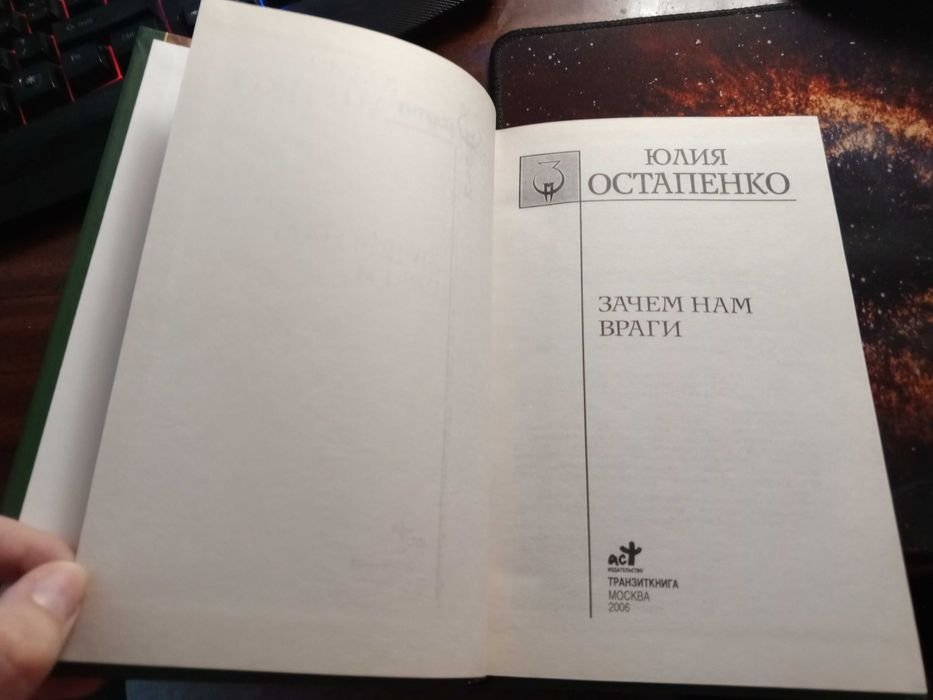 ЮЛИЯ
ОСТАПЕНКО
ЗАЧЕМ НАМ
ВРАГИ
аст
ИЗДАТЕЛЬСТВО
ТРАНЗИТКНИГА
МОСКВА
2006